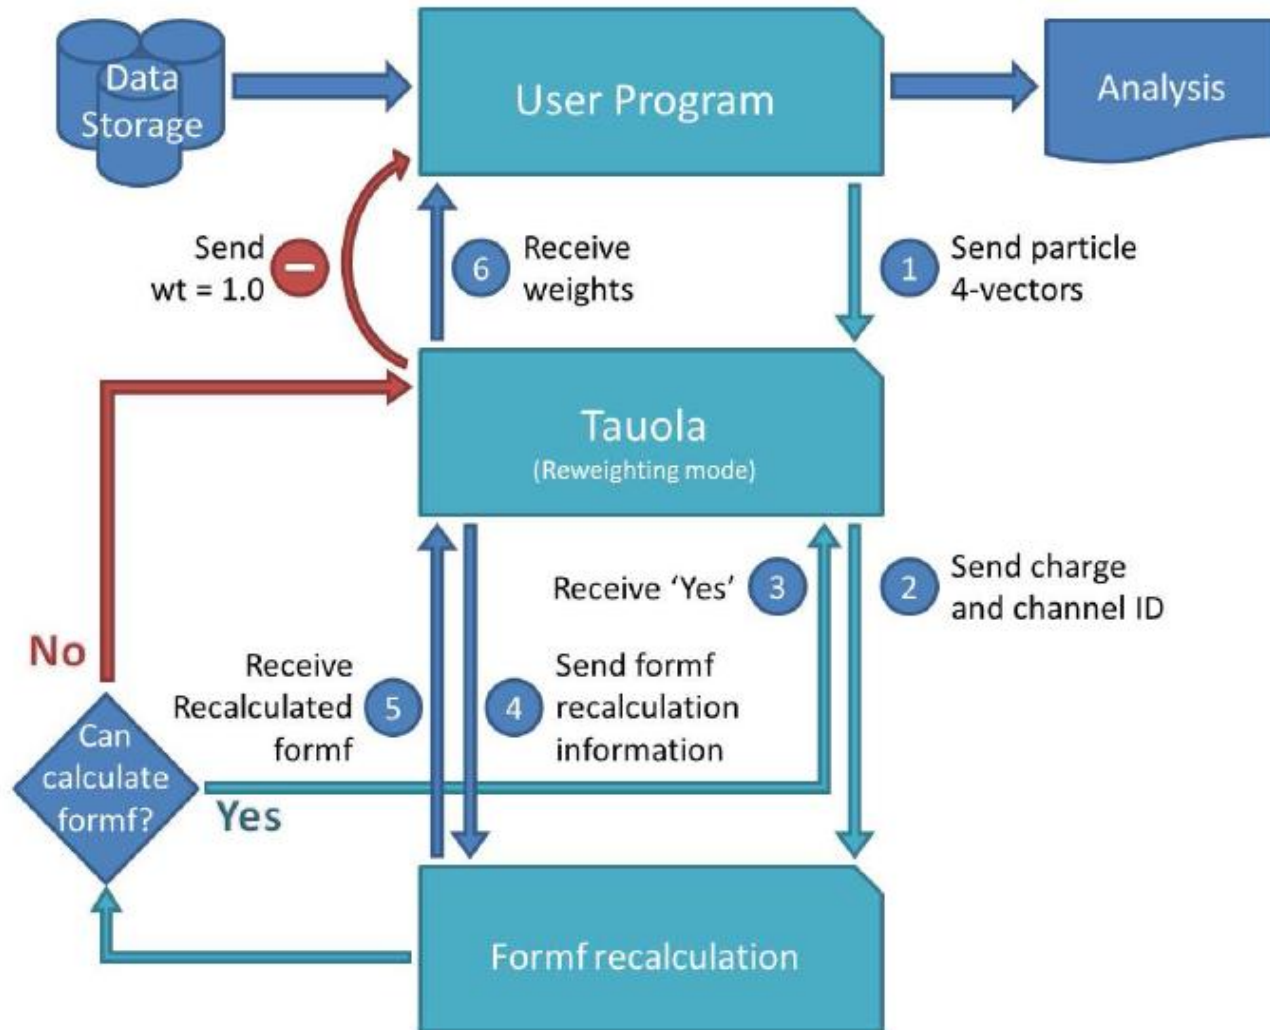 Data
Storage
User Program
Analysis
Send
wt = 1.0
6
Receive
weights
1
Send particle
4-vectors
Tauola
(Reweighting mode)
Receive ‘Yes’
3
2
Send charge
and channel ID
No
Receive
Recalculated
formf
5
4
Send formf
recalculation
information
Can
calculate
formf?
Yes
Formf recalculation